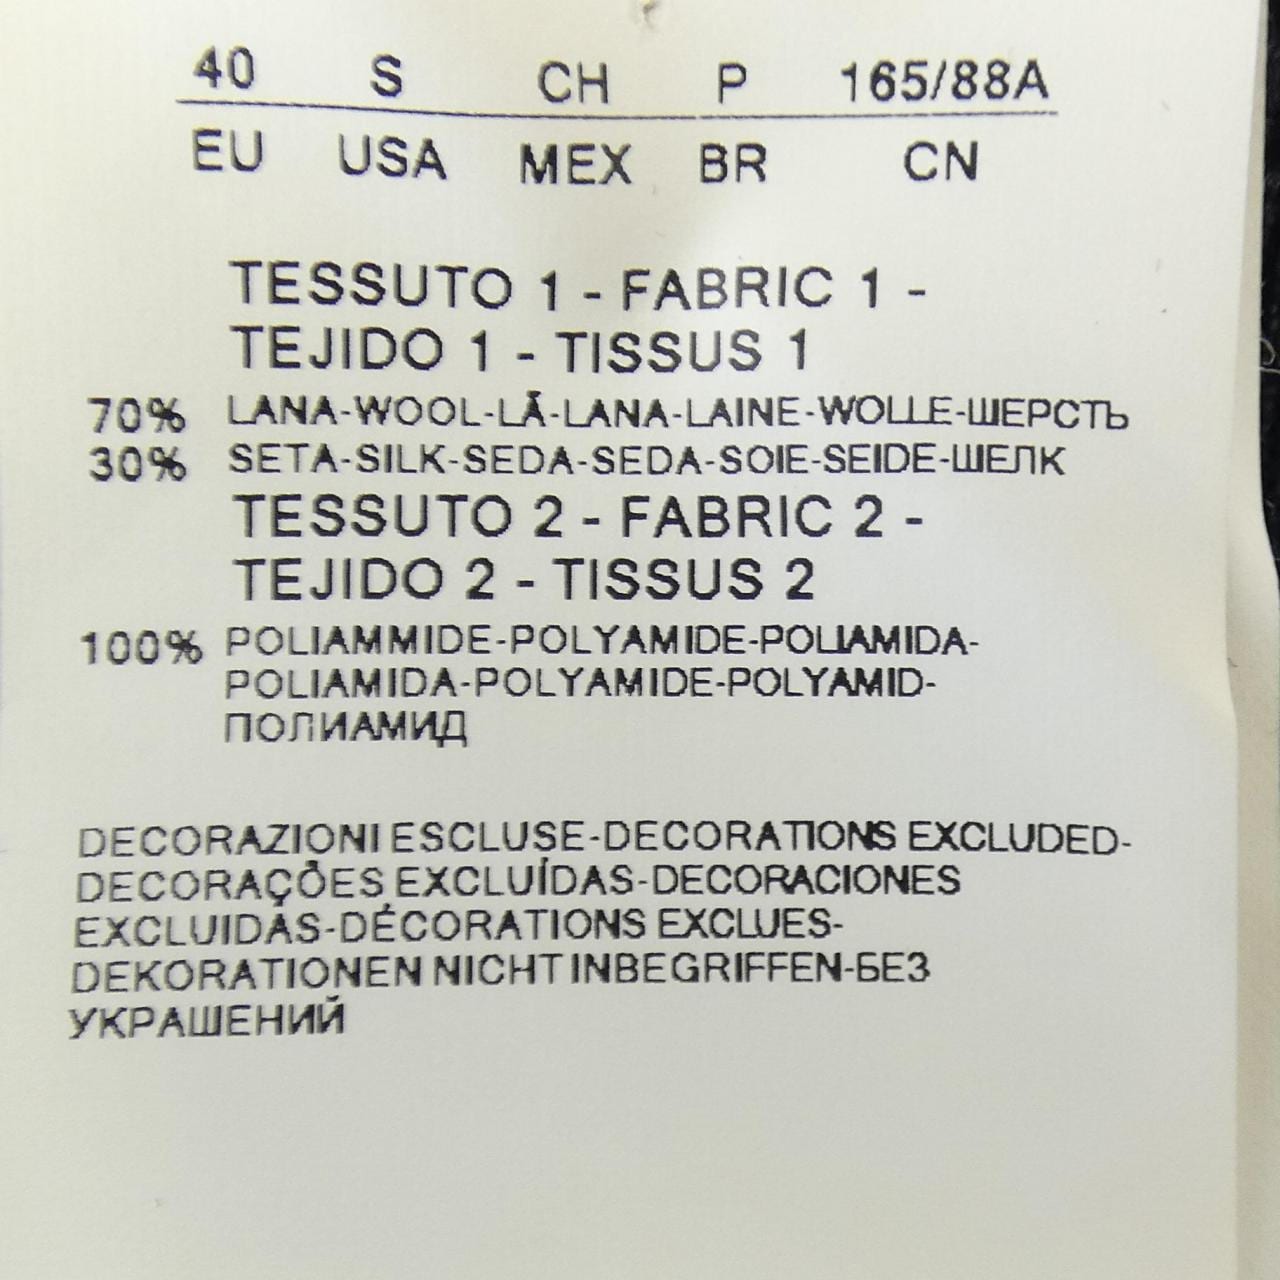 40 S CH P 165/88A
EU USA MEX BR CN
TESSUTO 1 - FABRIC 1 -
TEJIDO 1 - TISSUS 1
70% LANA-WOOL-LÃ-LANA-LAINE-WOLLE-ШЕРСТЬ
30% SETA-SILK-SEDA-SEDA-SOIE-SEIDE-ШЕЛК
TESSUTO 2 - FABRIC 2 -
TEJIDO 2 - TISSUS 2
100% POLIAMMIDE-POLYAMIDE-POLIAMIDA-
POLIAMIDA-POLYAMIDE-POLYAMID-
ПОЛИАМИД
DECORAZIONI ESCLUSE-DECORATIONS EXCLUDED-
DECORAÇÕES EXCLUÍDAS-DECORACIONES
EXCLUIDAS-DÉCORATIONS EXCLUES-
DEKORATIONEN NICHT INBEGRIFFEN-БЕЗ
УКРАШЕНИЙ